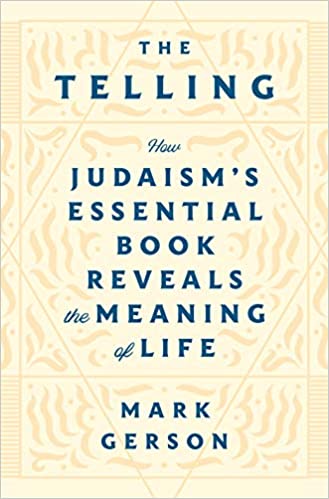 THE
TELLING
How
JUDAISM'S
ESSENTIAL
BOOK
REVEALS
the MEANING
of LIFE
MARK
GERSON